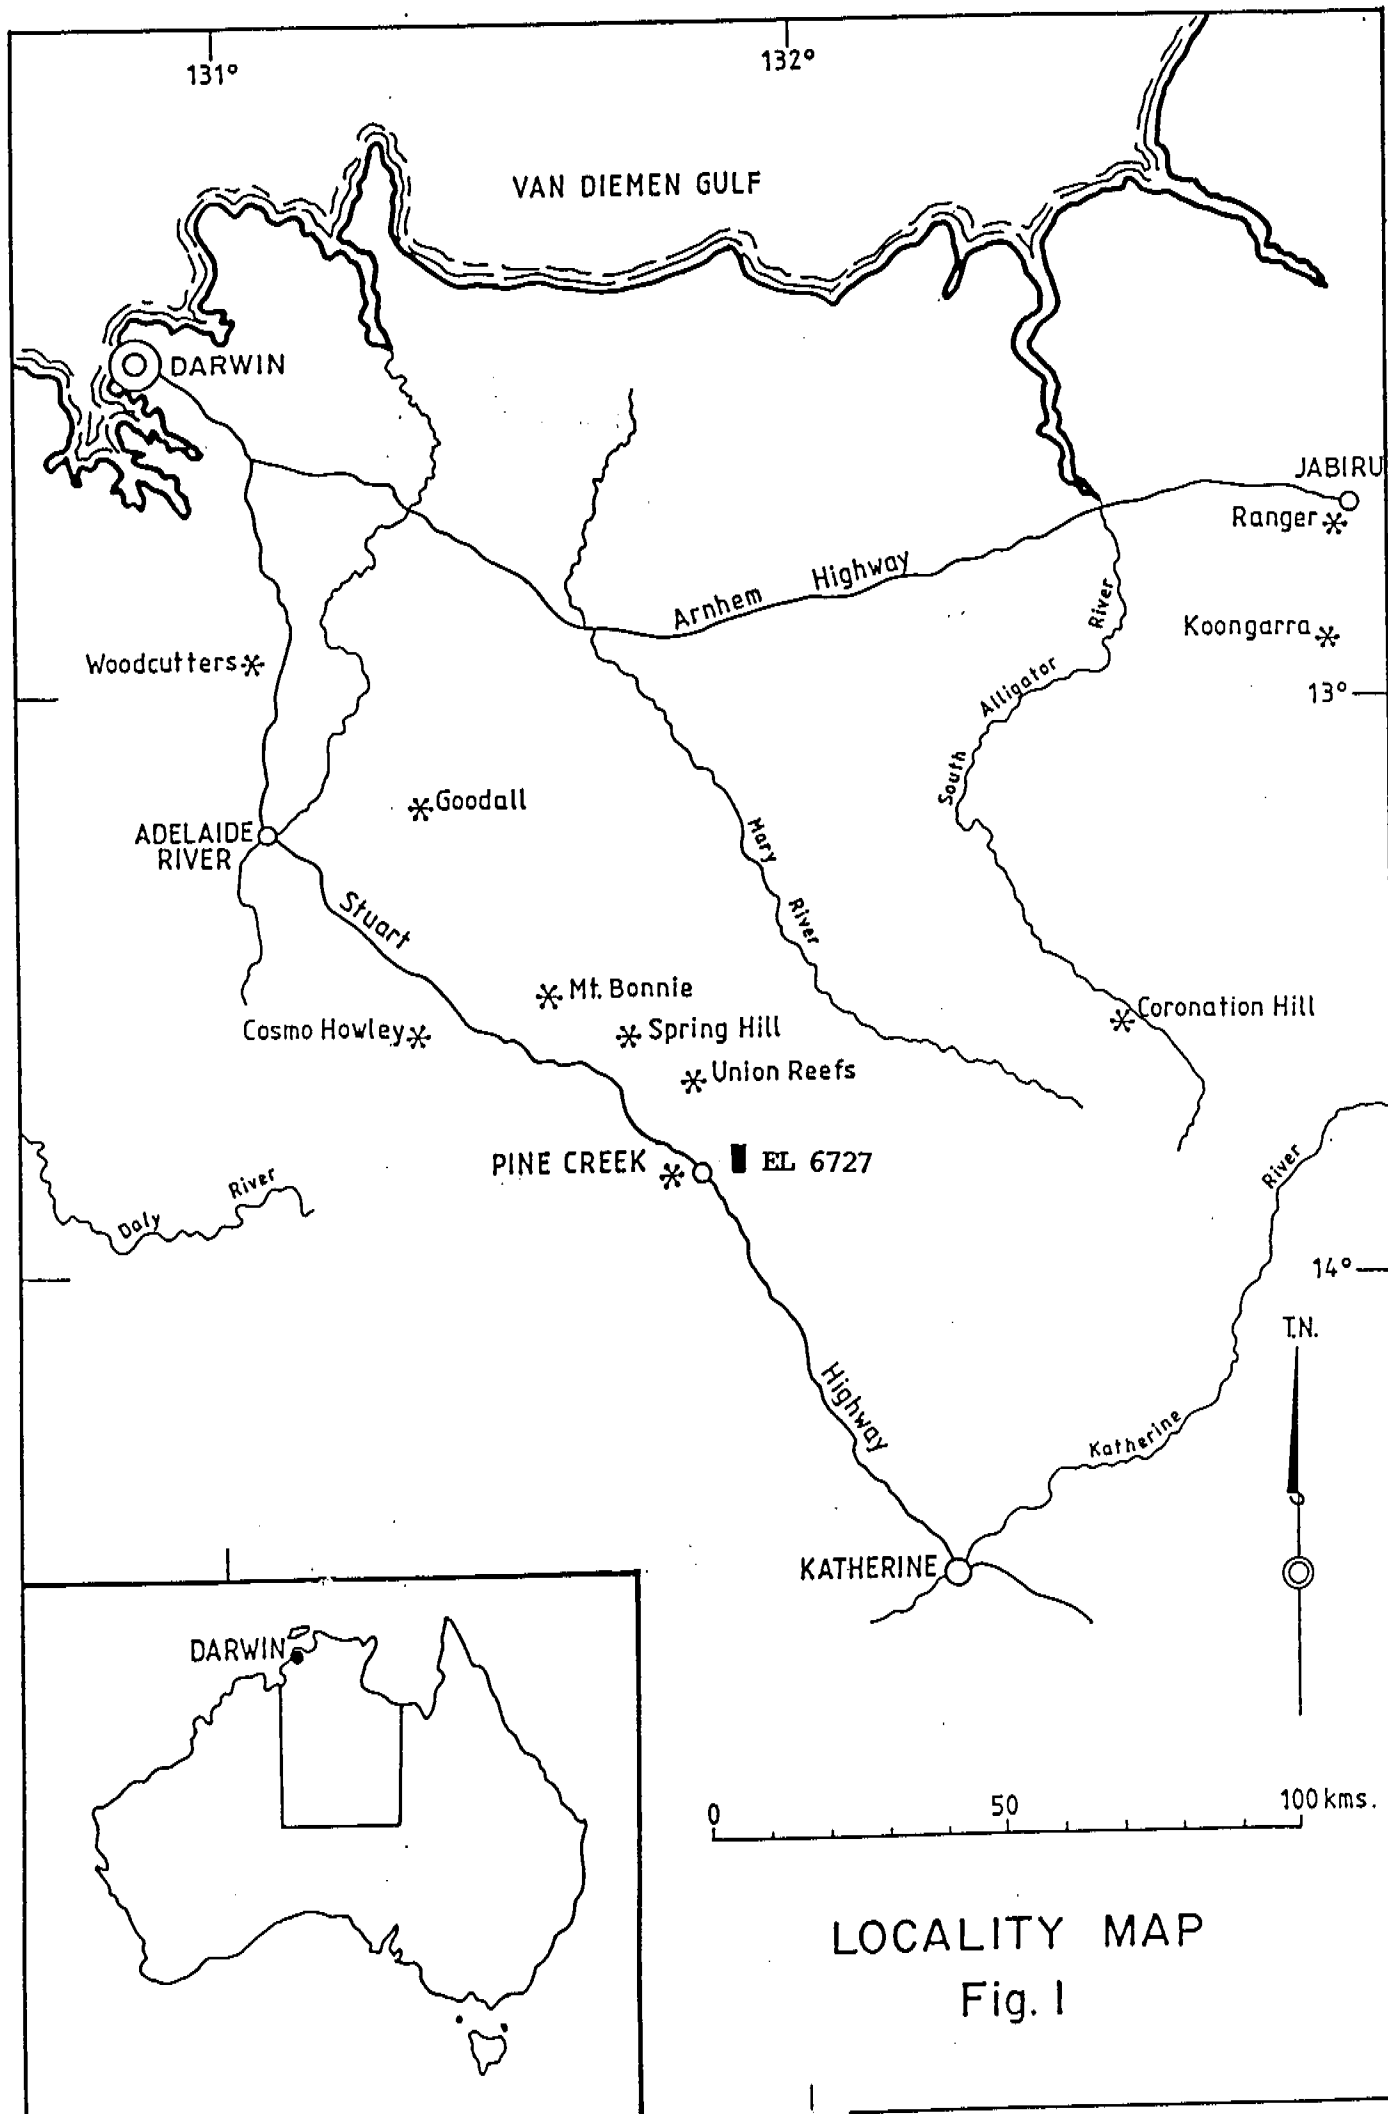 131°
132°
VAN DIEMEN GULF
DARWIN
JABIRU
Ranger
Arnhem Highway
River
Koongarra
Woodcutters
Alligator
13°
South
Goodall
ADELAIDE
RIVER
Mary
River
Stuart
Mt. Bonnie
Coronation Hill
Cosmo Howley
Spring Hill
Union Reefs
PINE CREEK
EL 6727
River
River
Daly
14°
T.N.
Highway
Katherine
KATHERINE
DARWIN
0
50
100 kms.
LOCALITY MAP
Fig. 1